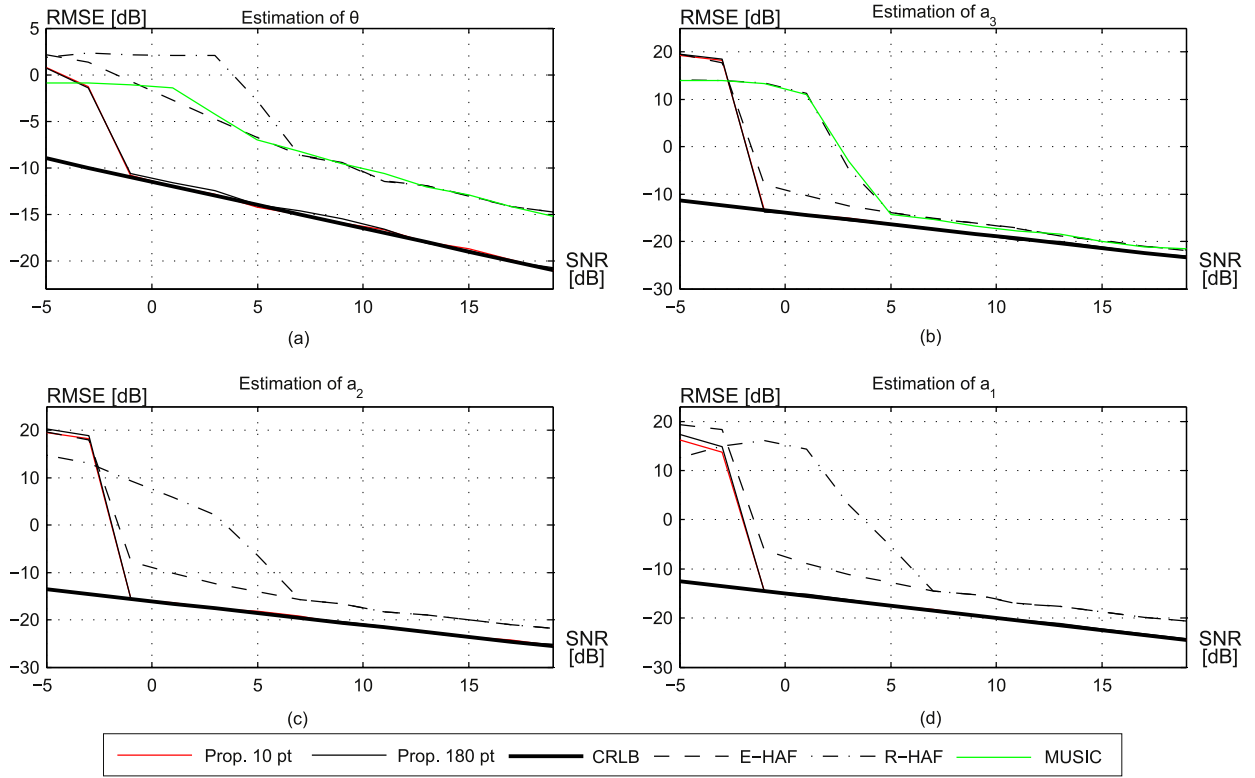 RMSE [dB]
Estimation of θ
5
0
−5
−10
−15
−20
SNR
[dB]
−5 0 5 10 15
(a)
RMSE [dB]
Estimation of a3
20
10
0
−10
−20
−30
SNR
[dB]
−5 0 5 10 15
(b)
RMSE [dB]
Estimation of a2
20
10
0
−10
−20
−30
SNR
[dB]
−5 0 5 10 15
(c)
RMSE [dB]
Estimation of a1
20
10
0
−10
−20
−30
SNR
[dB]
−5 0 5 10 15
(d)
Prop. 10 pt Prop. 180 pt CRLB E-HAF R-HAF MUSIC